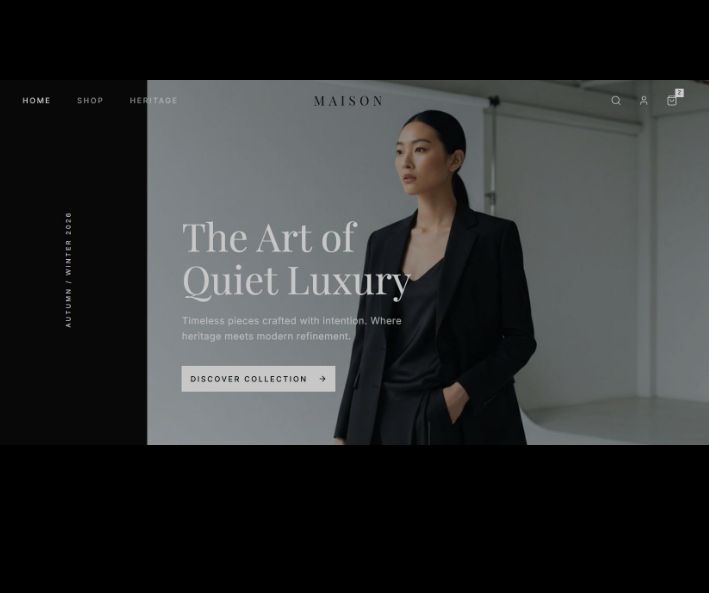 HOME
SHOP
HERITAGE
MAISON
2
AUTUMN / WINTER 2026
The Art of
Quiet Luxury
Timeless pieces crafted with intention. Where
heritage meets modern refinement.
DISCOVER COLLECTION →